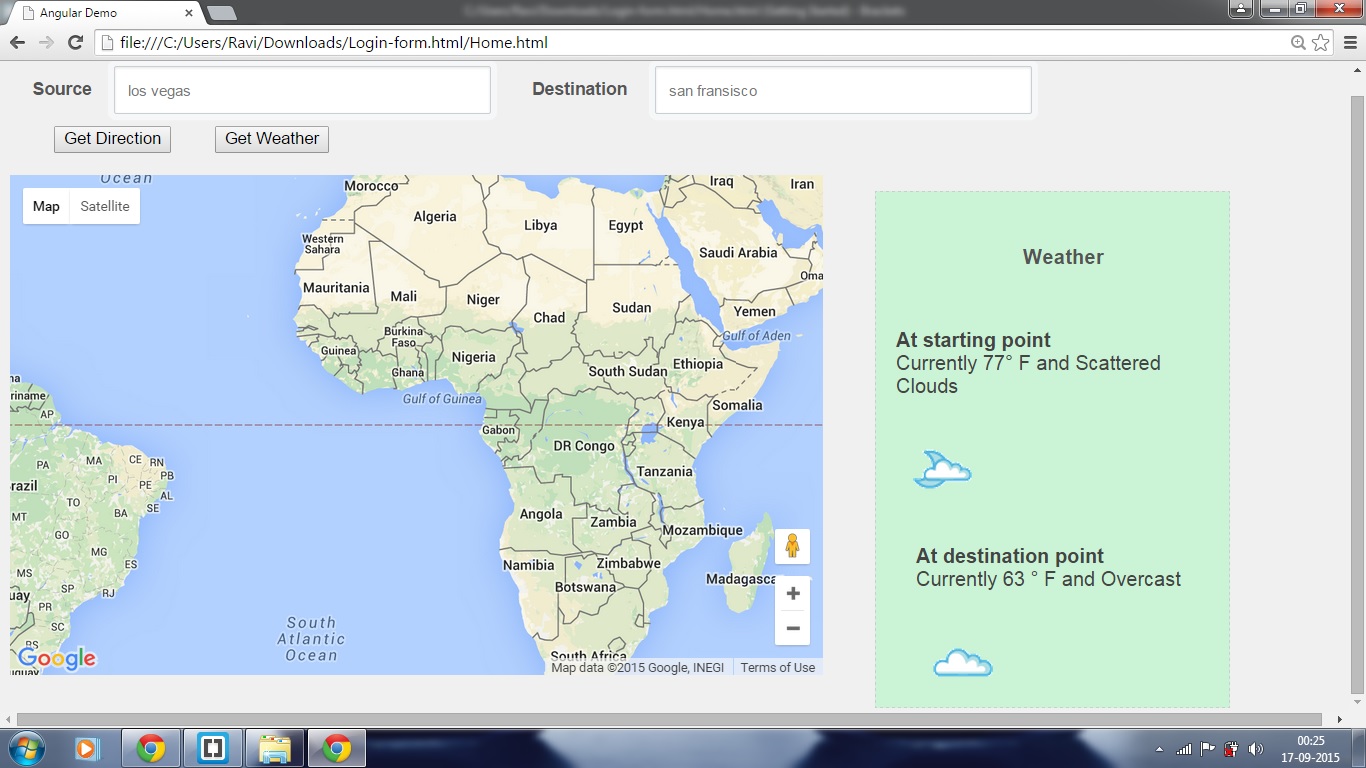 Angular Demo
file:///C:/Users/Ravi/Downloads/Login-form.html/Home.html
Source
los vegas
Destination
san fransisco
Get Direction
Get Weather
Ocean
Map
Satellite
Morocco
Algeria
Libya
Egypt
Iraq
Iran
Western
Sahara
Saudi Arabia
Oma
Mauritania
Mali
Niger
Chad
Sudan
Yemen
Gulf of Aden
Burkina
Faso
Guinea
Ghana
Nigeria
South Sudan
Ethiopia
Gulf of Guinea
Somalia
na
riname
AP
Gabon
DR Congo
Kenya
Tanzania
PA
MA
CE
RN
PB
PI
PE
AL
SE
razil
TO
BA
MT
GO
MG
ES
MS
SP
RJ
uay
PR
SC
RS
uguay
Angola
Zambia
Mozambique
Namibia
Zimbabwe
Botswana
Madagasca
South
Atlantic
Ocean
South Africa
Google
Map data ©2015 Google, INEGI
Terms of Use
Weather
At starting point
Currently 77° F and Scattered
Clouds
At destination point
Currently 63 ° F and Overcast
00:25
17-09-2015